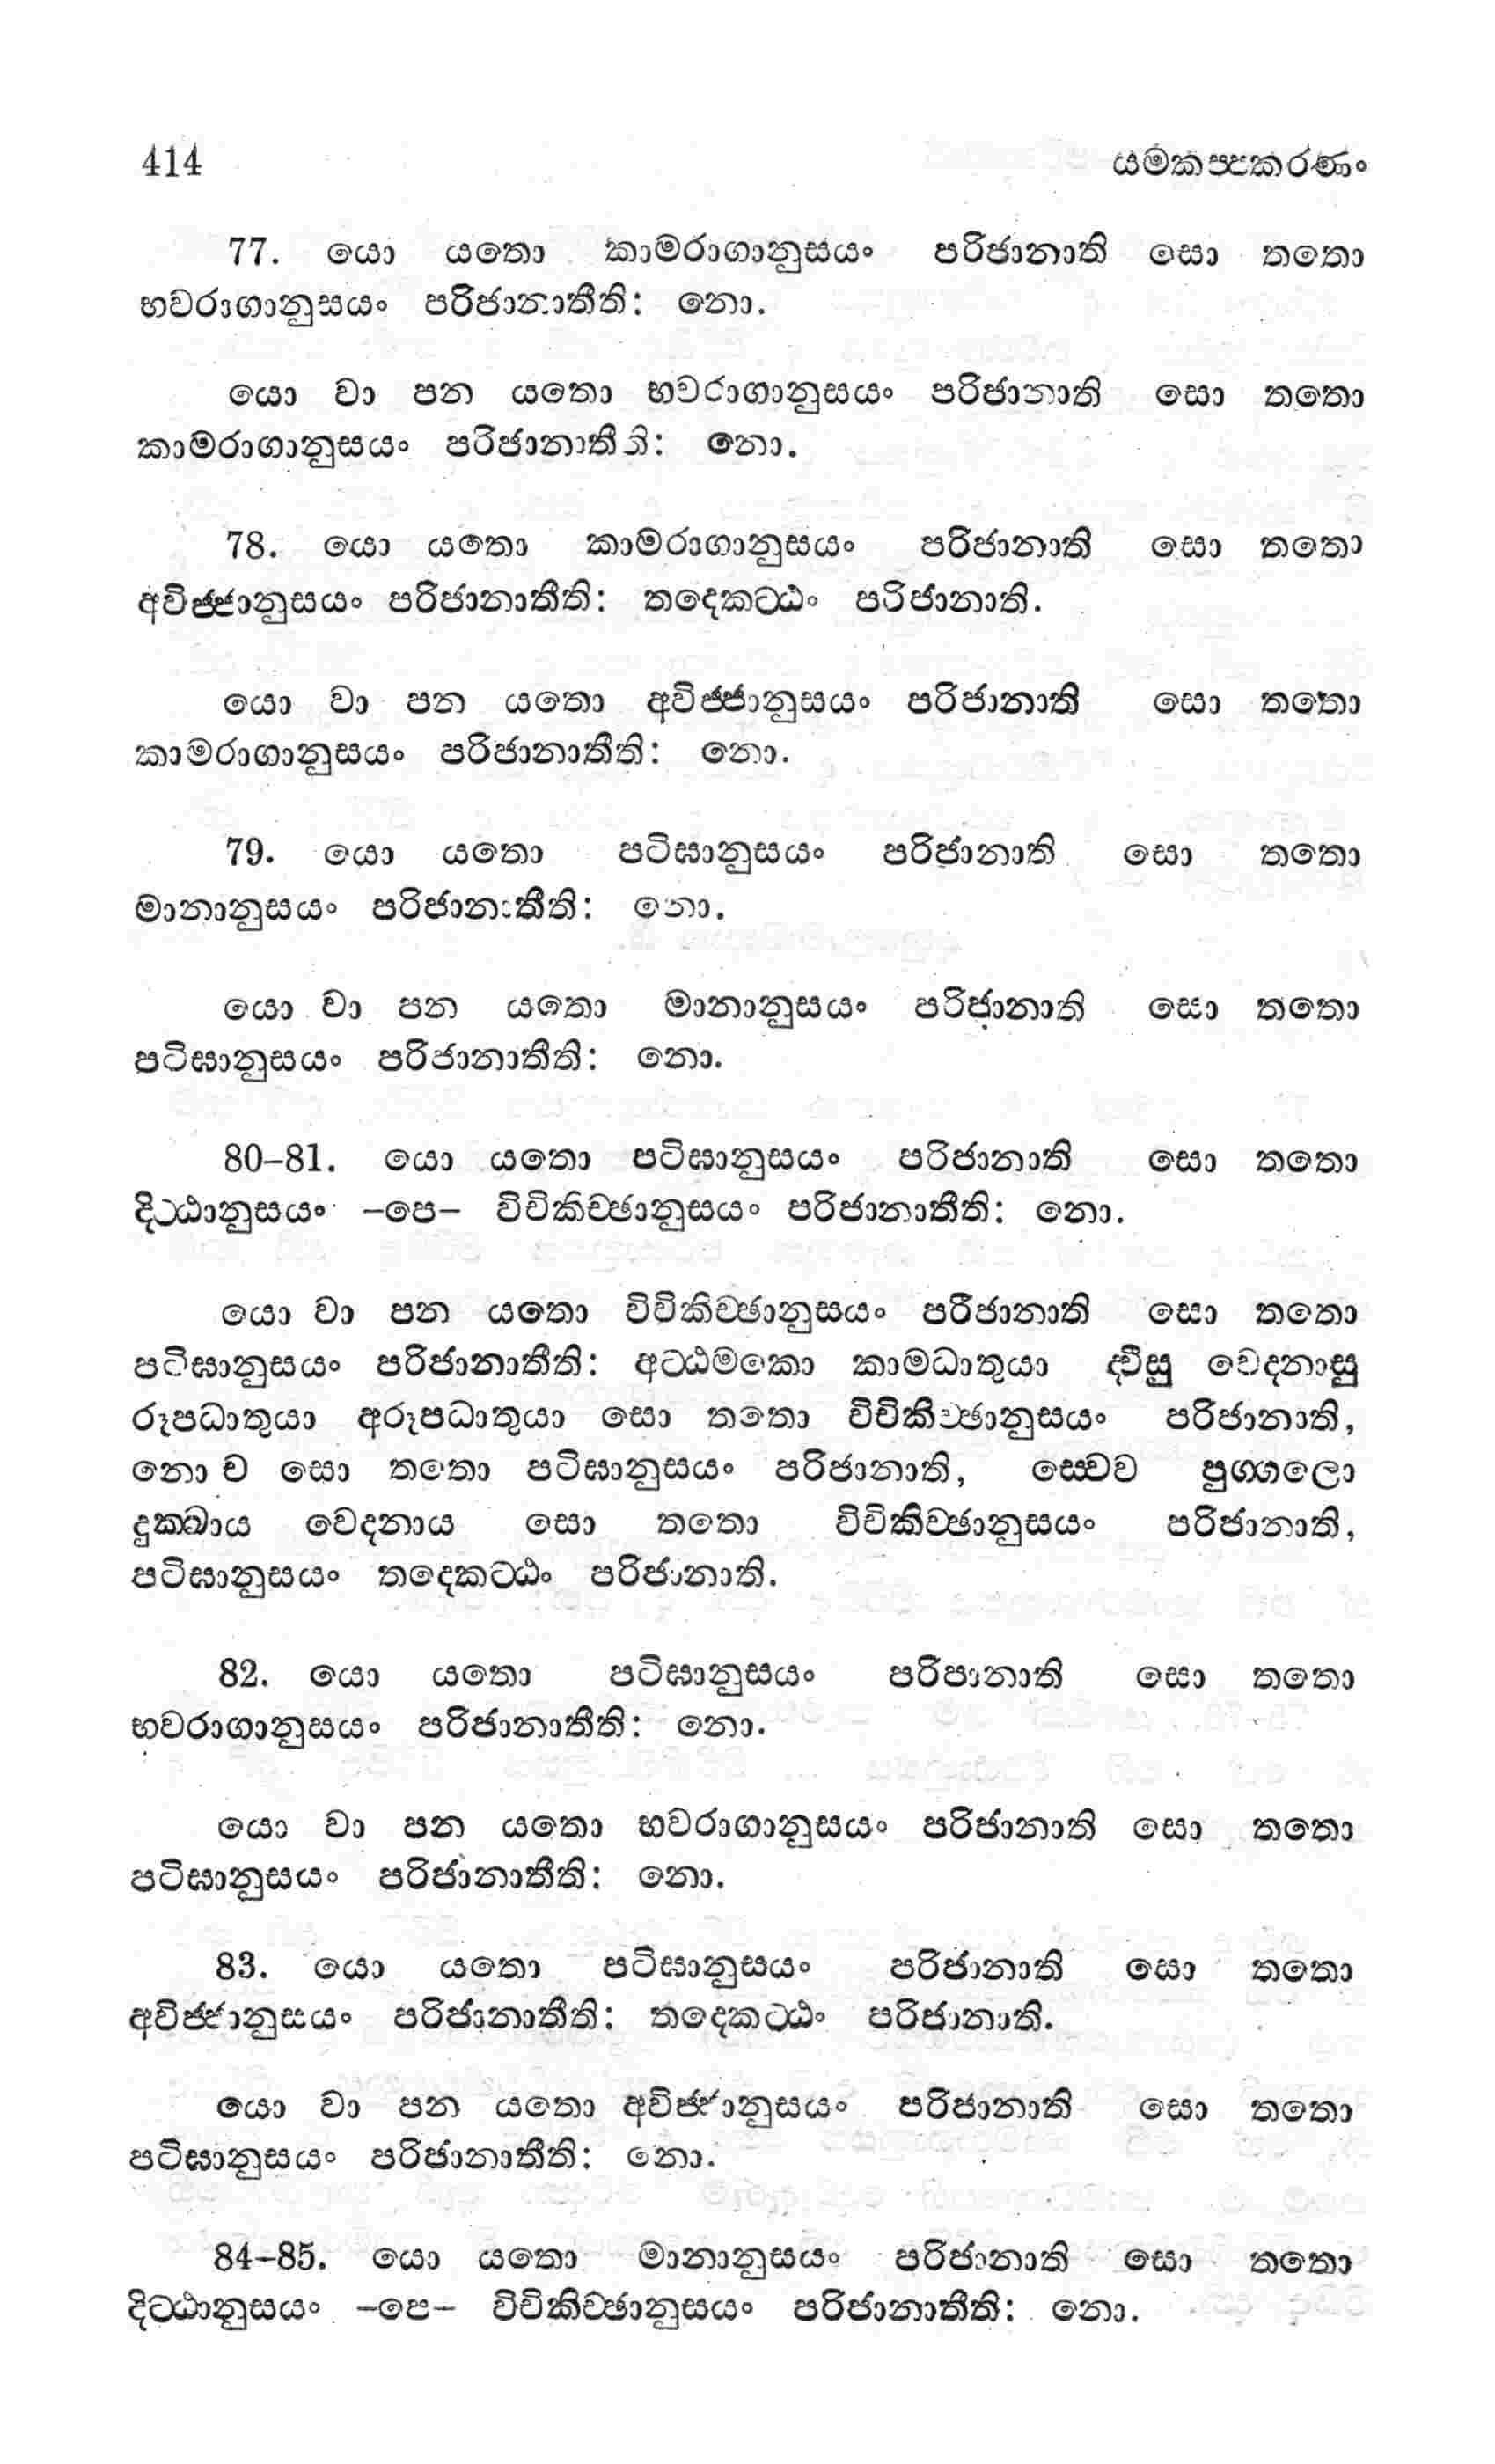 414 යමකප්පකරණං
77. යො යතො කාමරාගානුසයං පරිජානාති සො තතො
භවරාගානුසයං පරිජානාතීති: නො.
යො වා පන යතො භවරාගානුසයං පරිජානාති සො තතො
කාමරාගානුසයං පරිජානාතීති: නො.
78. යො යතො කාමරාගානුසයං පරිජානාති සො තතො
අවිජ්ජානුසයං පරිජානාතීති: තදෙකට්ඨං පරිජානාති.
යො වා පන යතො අවිජ්ජානුසයං පරිජානාති සො තතො
කාමරාගානුසයං පරිජානාතීති: නො.
79. යො යතො පටිඝානුසයං පරිජානාති සො තතො
මානානුසයං පරිජානාතීති: නො.
යො වා පන යතො මානානුසයං පරිජානාති සො තතො
පටිඝානුසයං පරිජානාතීති: නො.
80–81. යො යතො පටිඝානුසයං පරිජානාති සො තතො
දිට්ඨානුසයං –පෙ– විචිකිච්ඡානුසයං පරිජානාතීති: නො.
යො වා පන යතො විචිකිච්ඡානුසයං පරිජානාති සො තතො
පටිඝානුසයං පරිජානාතීති: අට්ඨමකො කාමධාතුයා ද්වීසු වෙදනාසු
රූපධාතුයා අරූපධාතුයා සො තතො විචිකිච්ඡානුසයං පරිජානාති,
නො ච සො තතො පටිඝානුසයං පරිජානාති, ස්වෙව පුග්ගලො
දුක්ඛාය වෙදනාය සො තතො විචිකිච්ඡානුසයං පරිජානාති,
පටිඝානුසයං තදෙකට්ඨං පරිජානාති.
82. යො යතො පටිඝානුසයං පරිපානාති සො තතො
භවරාගානුසයං පරිජානාතීති: නො.
යො වා පන යතො භවරාගානුසයං පරිජානාති සො තතො
පටිඝානුසයං පරිජානාතීති: නො.
83. යො යතො පටිඝානුසයං පරිජානාති සො තතො
අවිජ්ජානුසයං පරිජානාතීති: තදෙකට්ඨං පරිජානාති.
යො වා පන යතො අවිජ්ජානුසයං පරිජානාති සො තතො
පටිඝානුසයං පරිජානාතීති: නො.
84–85. යො යතො මානානුසයං පරිජානාති සො තතො
දිට්ඨානුසයං –පෙ– විචිකිච්ඡානුසයං පරිජානාතීති: නො.